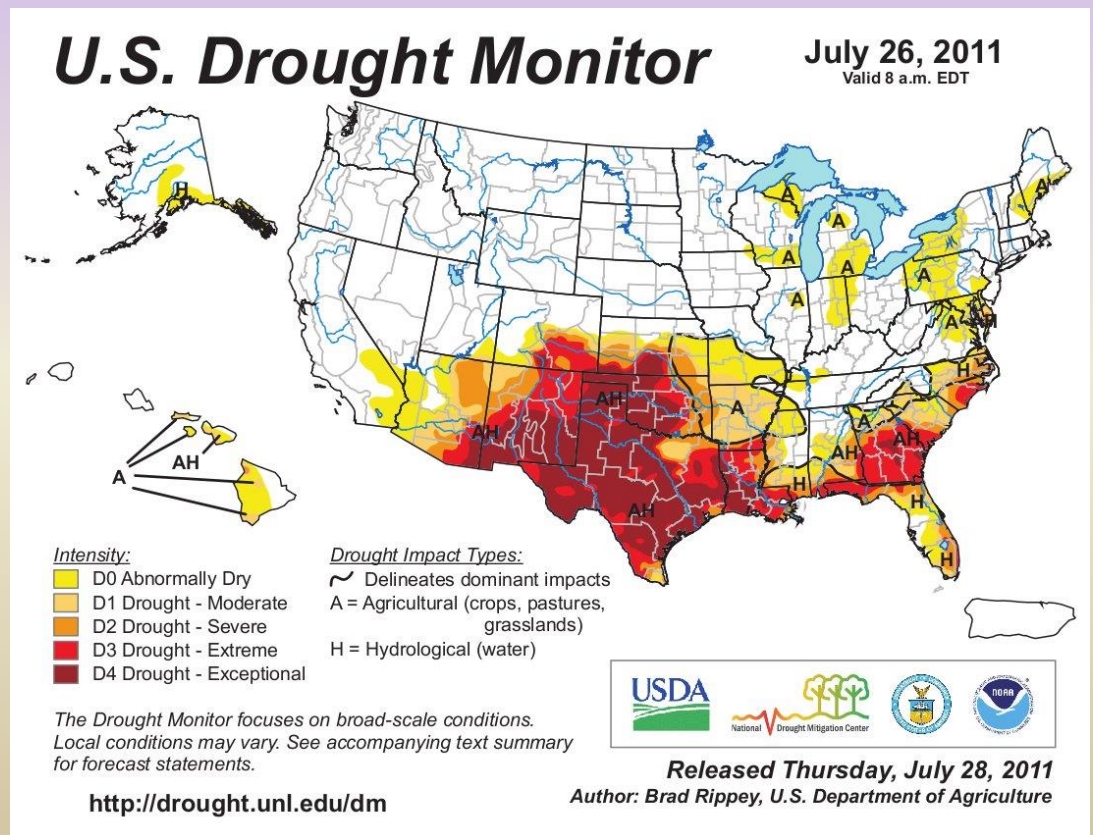 U.S. Drought Monitor
July 26, 2011
Valid 8 a.m. EDT
H
A
A
A
A
A
A
A
A
AH
H
AH
A
A
AH
AH
AH
H
H
AH
H
A
AH
Intensity:
D0 Abnormally Dry
D1 Drought - Moderate
D2 Drought - Severe
D3 Drought - Extreme
D4 Drought - Exceptional
Drought Impact Types:
Delineates dominant impacts
A = Agricultural (crops, pastures,
grasslands)
H = Hydrological (water)
USDA
National Drought Mitigation Center
NOAA
The Drought Monitor focuses on broad-scale conditions.
Local conditions may vary. See accompanying text summary
for forecast statements.
http://drought.unl.edu/dm
Released Thursday, July 28, 2011
Author: Brad Rippey, U.S. Department of Agriculture